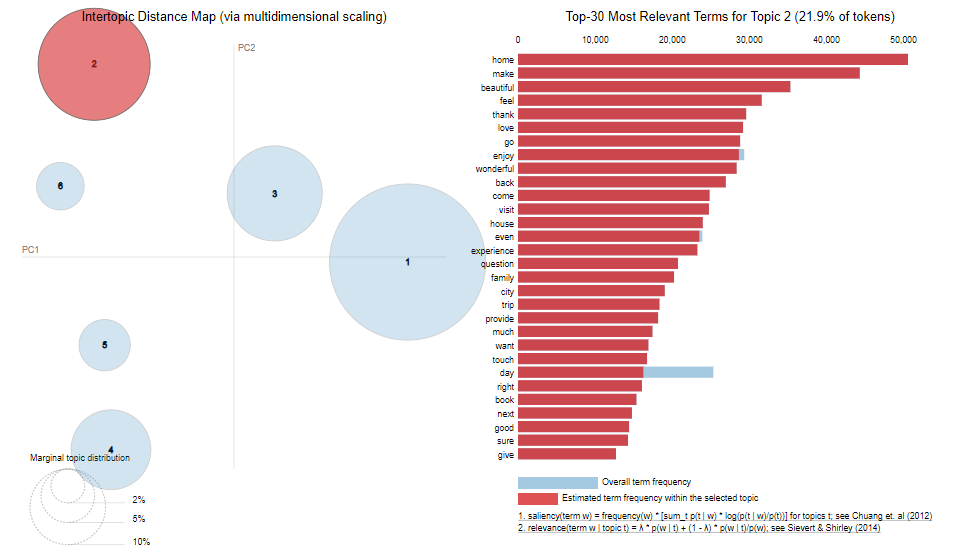 Intertopic Distance Map (via multidimensional scaling)
PC2
PC1
2
6
3
1
5
4
Marginal topic distribution
2%
5%
10%
Top-30 Most Relevant Terms for Topic 2 (21.9% of tokens)
0 10,000 20,000 30,000 40,000 50,000
home
make
beautiful
feel
thank
love
go
enjoy
wonderful
back
come
visit
house
even
experience
question
family
city
trip
provide
much
want
touch
day
right
book
next
good
sure
give
Overall term frequency
Estimated term frequency within the selected topic
1. saliency(term w) = frequency(w) * [sum_t p(t | w) * log(p(t | w)/p(t))] for topics t; see Chuang et. al (2012)
2. relevance(term w | topic t) = λ * p(w | t) + (1 - λ) * p(w | t)/p(w); see Sievert & Shirley (2014)